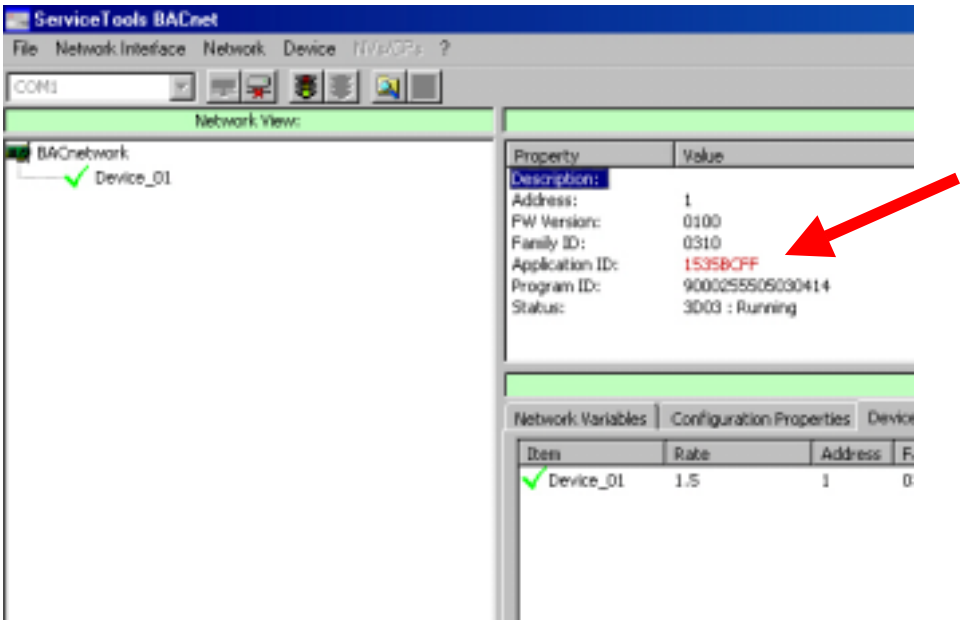 ServiceTools BACnet
File Network Interface Network Device NVs/CPs ?
COM1
Network View:
BACnetwork
Device_01
Property Value
Description:
Address: 1
FW Version: 0100
Family ID: 0310
Application ID: 1535BCFF
Program ID: 9000255505030414
Status: 3D03 : Running
Network Variables Configuration Properties Device
Item Rate Address F
Device_01 1.5 1 0